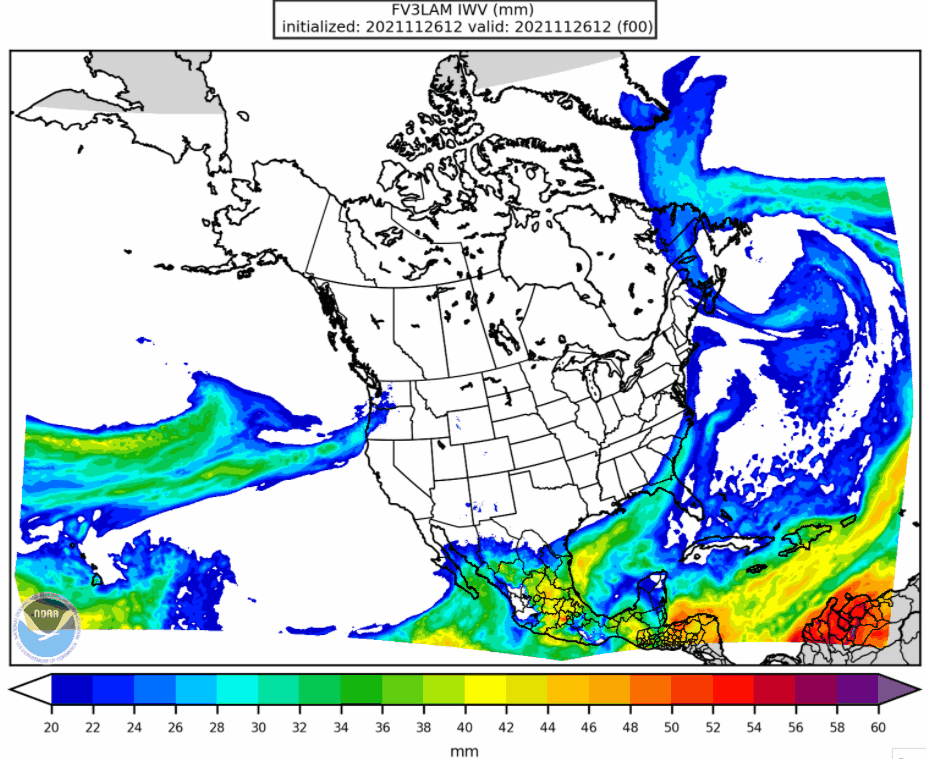 FV3LAM IWV (mm)
initialized: 2021112612 valid: 2021112612 (f00)
NOAA
20 22 24 26 28 30 32 34 36 38 40 42 44 46 48 50 52 54 56 58 60
mm